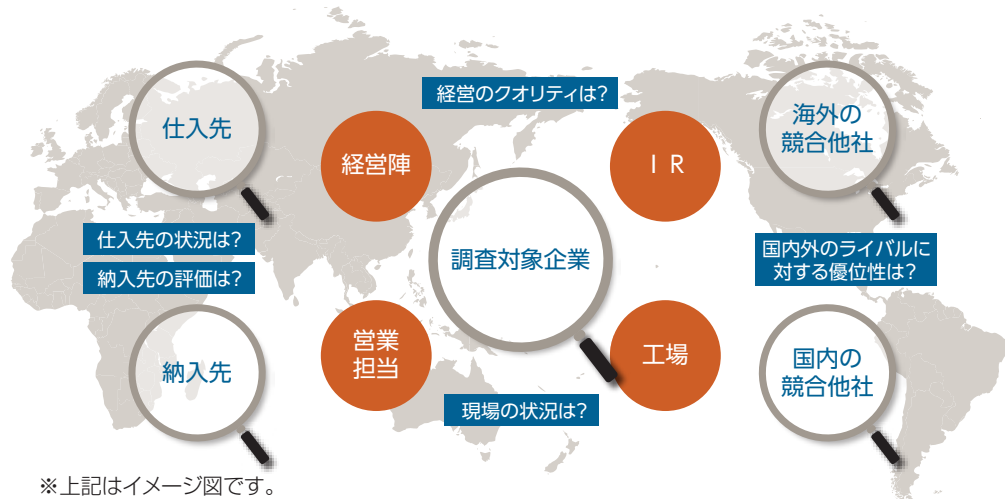 経営のクオリティは?
仕入先
経営陣
I R
海外の
競合他社
調査対象企業
仕入先の状況は?
納入先の評価は?
国内外のライバルに
対する優位性は?
納入先
営業
担当
工場
国内の
競合他社
現場の状況は?
※上記はイメージ図です。